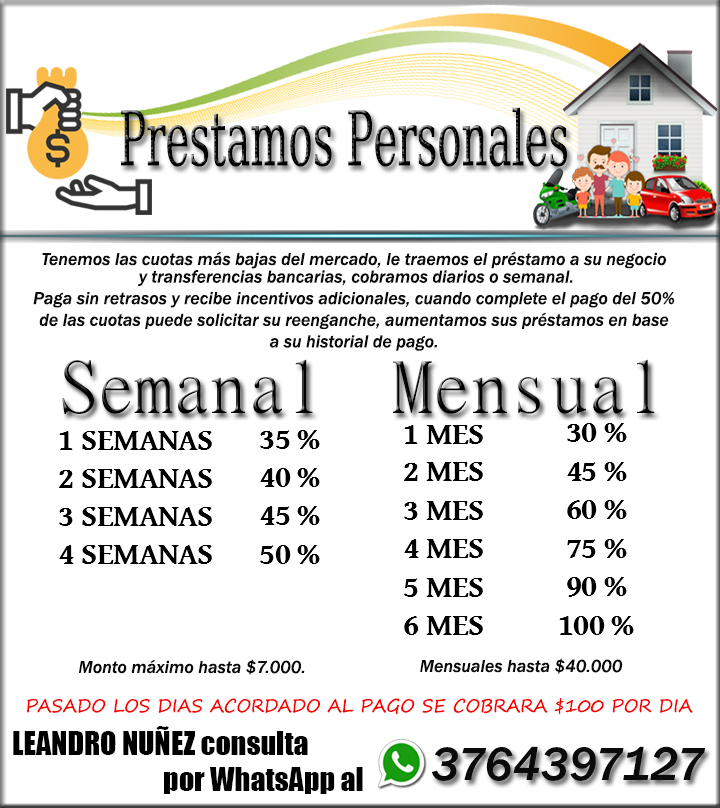 $
Prestamos Personales
Tenemos las cuotas más bajas del mercado, le traemos el préstamo a su negocio
y transferencias bancarias, cobramos diarios o semanal.
Paga sin retrasos y recibe incentivos adicionales, cuando complete el pago del 50%
de las cuotas puede solicitar su reenganche, aumentamos sus préstamos en base
a su historial de pago.
Semanal
1 SEMANAS 35 %
2 SEMANAS 40 %
3 SEMANAS 45 %
4 SEMANAS 50 %
Monto máximo hasta $7.000.
Mensual
1 MES 30 %
2 MES 45 %
3 MES 60 %
4 MES 75 %
5 MES 90 %
6 MES 100 %
Mensuales hasta $40.000
PASADO LOS DIAS ACORDADO AL PAGO SE COBRARA $100 POR DIA
LEANDRO NUÑEZ consulta
por WhatsApp al 3764397127